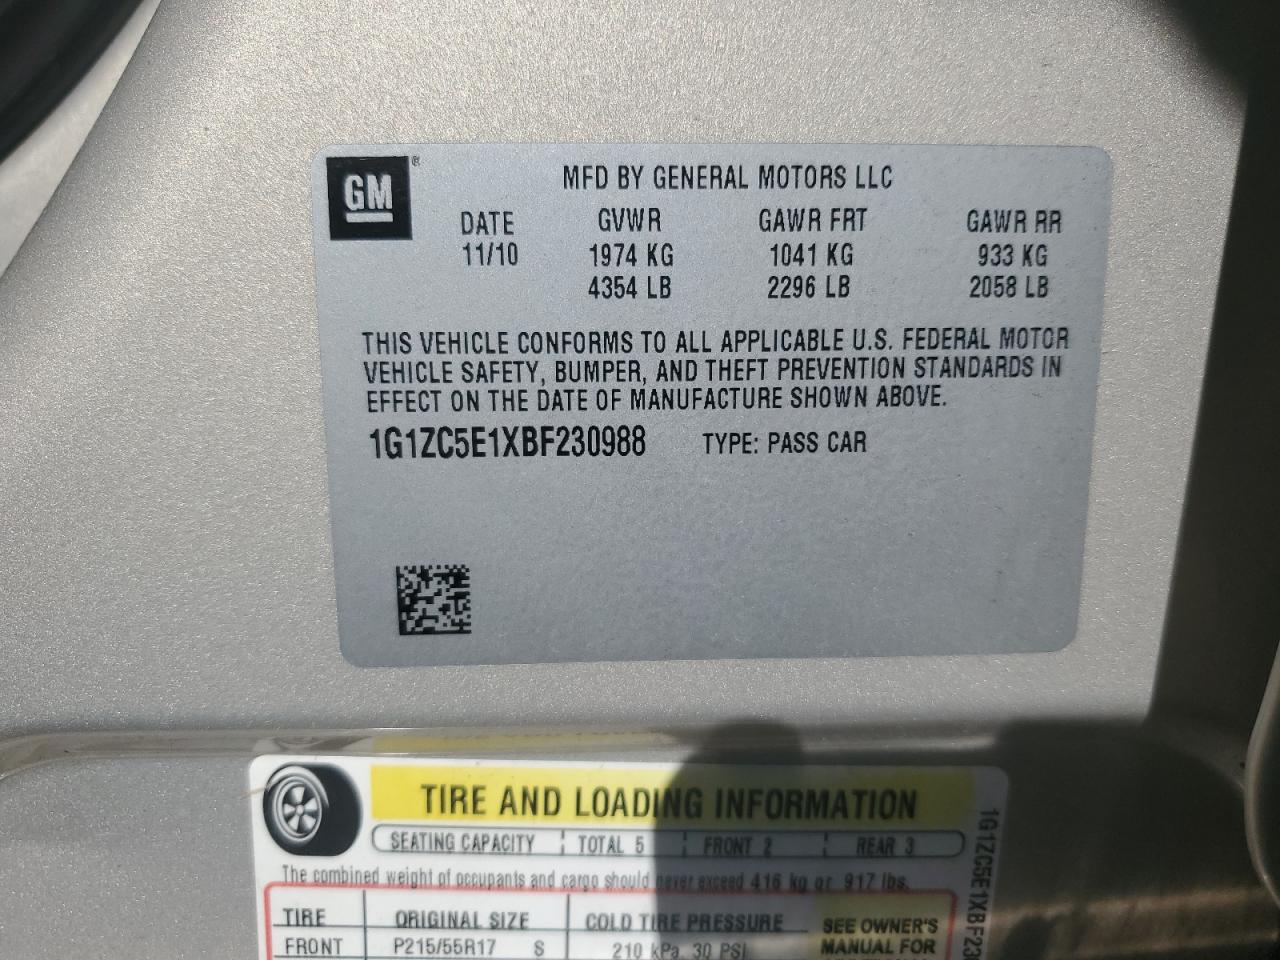 GM®
MFD BY GENERAL MOTORS LLC
DATE GVWR GAWR FRT GAWR RR
11/10 1974 KG 1041 KG 933 KG
4354 LB 2296 LB 2058 LB
THIS VEHICLE CONFORMS TO ALL APPLICABLE U.S. FEDERAL MOTOR
VEHICLE SAFETY, BUMPER, AND THEFT PREVENTION STANDARDS IN
EFFECT ON THE DATE OF MANUFACTURE SHOWN ABOVE.
1G1ZC5E1XBF230988 TYPE: PASS CAR
TIRE AND LOADING INFORMATION
SEATING CAPACITY TOTAL 5 FRONT 2 REAR 3
The combined weight of occupants and cargo should never exceed 416 kg or 917 lbs.
TIRE ORIGINAL SIZE COLD TIRE PRESSURE
SEE OWNER'S
FRONT P215/55R17 S 210 kPa, 30 PSI
MANUAL FOR
1G1ZC5E1XBF23